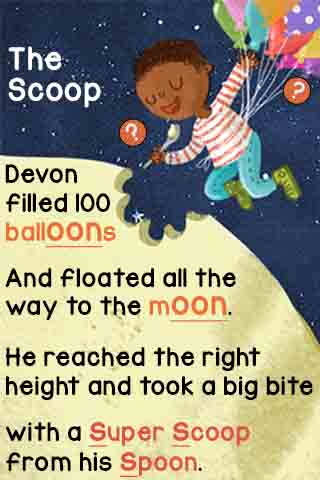 The
Scoop
?
?
Devon
filled 100
balloons
And floated all the
way to the moon.
He reached the right
height and took a big bite
with a Super Scoop
from his Spoon.